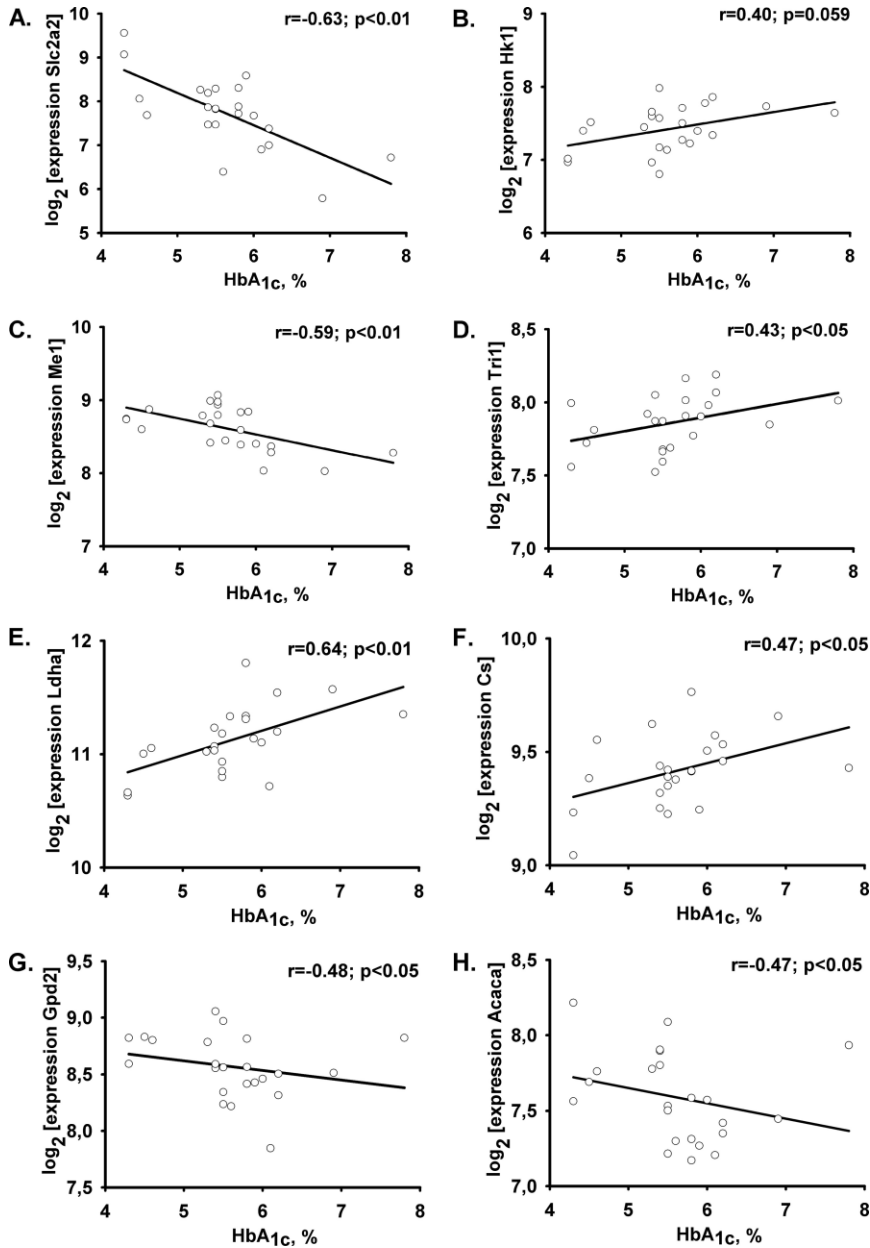 A.
r=-0.63; p<0.01
log2 [expression Slc2a2]
10
9
8
7
6
5
4 5 6 7 8
HbA1c, %
B.
r=0.40; p=0.059
log2 [expression Hk1]
9
8
7
6
4 5 6 7 8
HbA1c, %
C.
r=-0.59; p<0.01
log2 [expression Me1]
10
9
8
7
4 5 6 7 8
HbA1c, %
D.
r=0.43; p<0.05
log2 [expression Tri1]
8,5
8,0
7,5
7,0
4 5 6 7 8
HbA1c, %
E.
r=0.64; p<0.01
log2 [expression Ldha]
12
11
10
4 5 6 7 8
HbA1c, %
F.
r=0.47; p<0.05
log2 [expression Cs]
10,0
9,5
9,0
4 5 6 7 8
HbA1c, %
G.
r=-0.48; p<0.05
log2 [expression Gpd2]
9,5
9,0
8,5
8,0
7,5
4 5 6 7 8
HbA1c, %
H.
r=-0.47; p<0.05
log2 [expression Acaca]
8,5
8,0
7,5
7,0
4 5 6 7 8
HbA1c, %